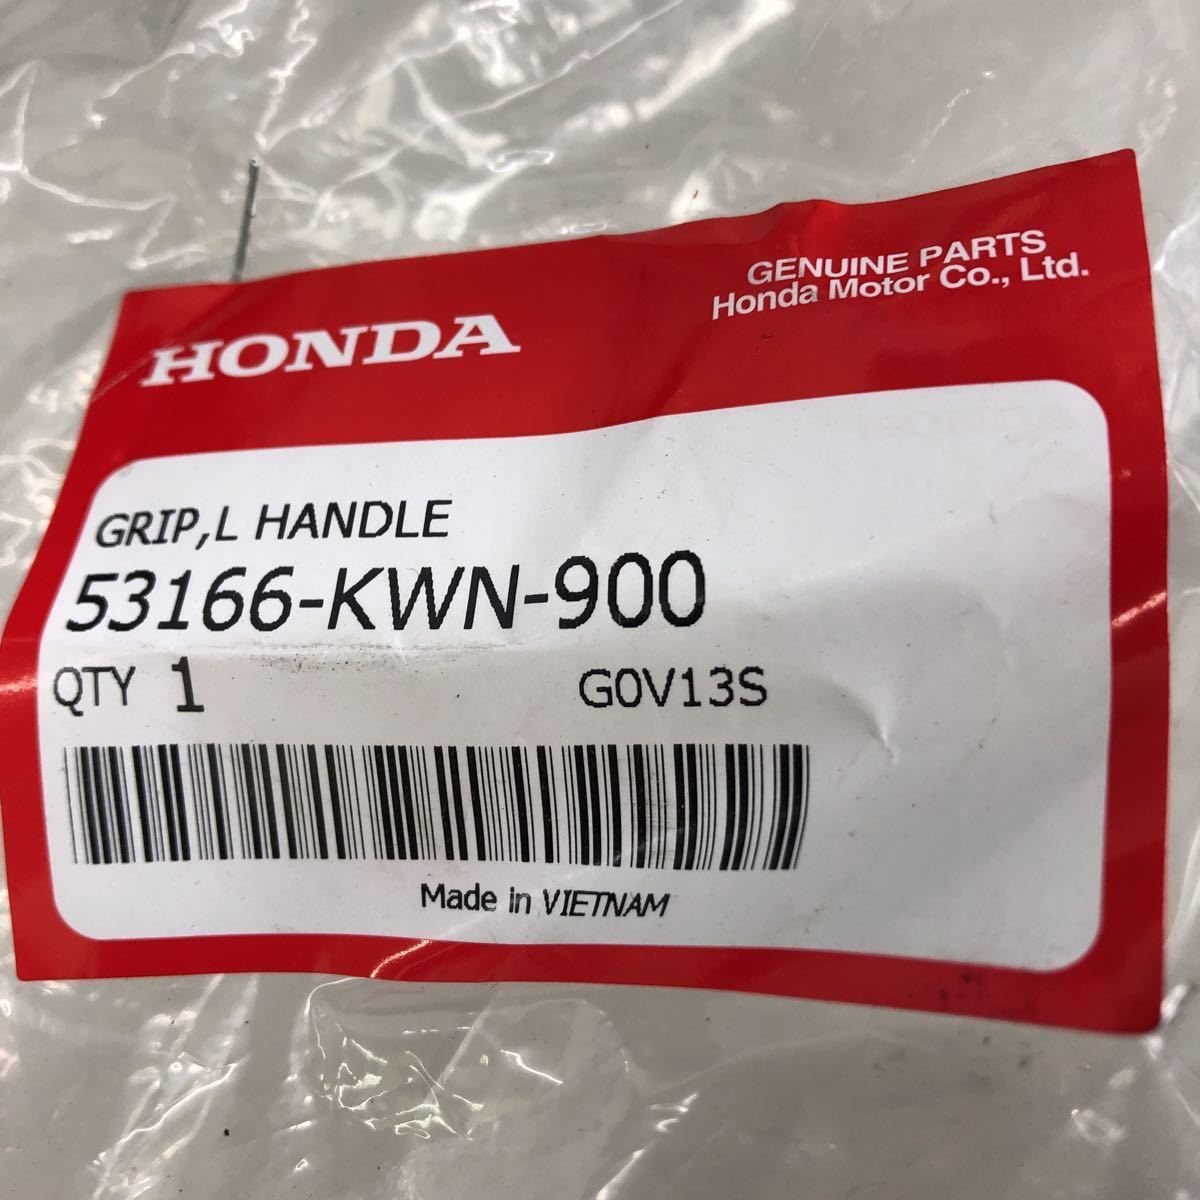 HONDA
GENUINE PARTS
Honda Motor Co., Ltd.
GRIP,L HANDLE
53166-KWN-900
QTY 1 G0V13S
Made in VIETNAM